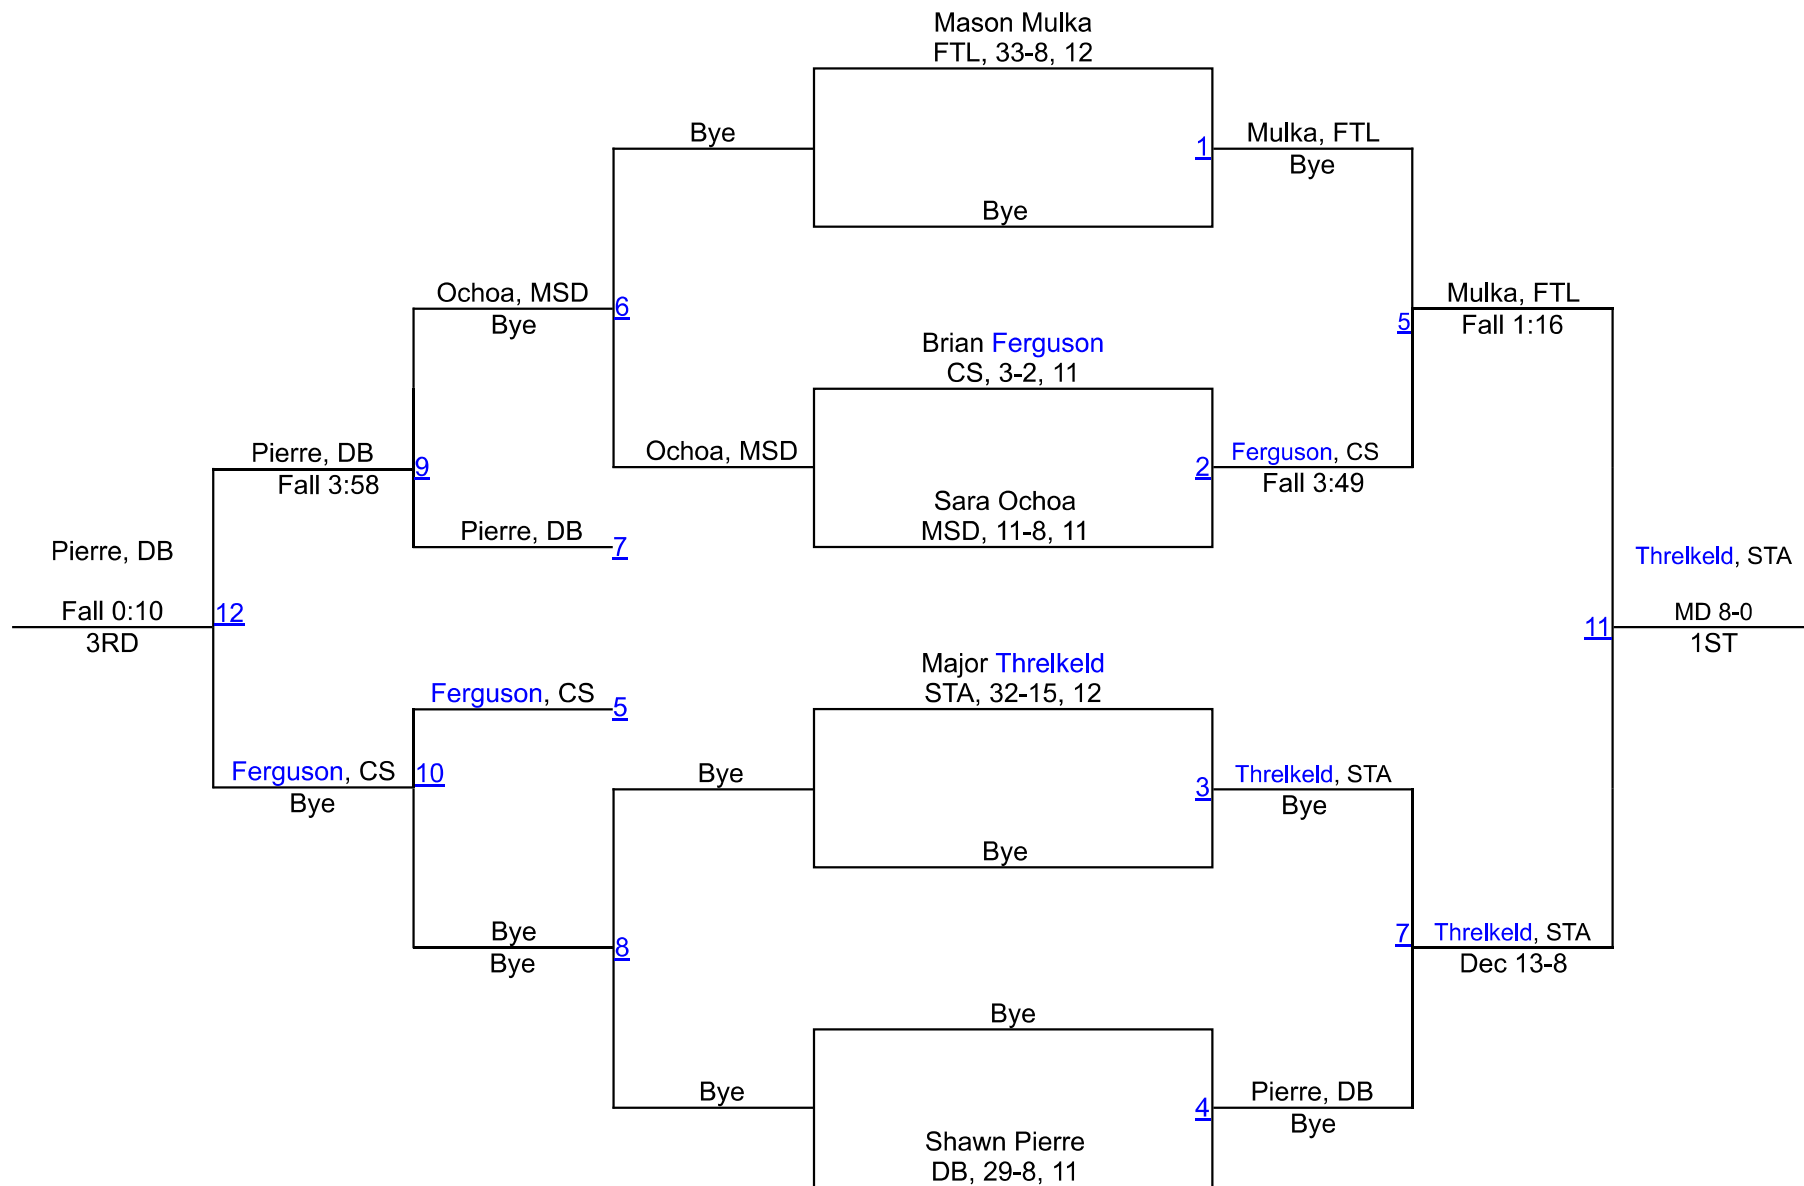 Mason Mulka
FTL, 33-8, 12
Bye
1
Mulka, FTL
Bye
Bye
Ochoa, MSD
Bye
6
Mulka, FTL
Fall 1:16
5
Brian Ferguson
CS, 3-2, 11
Pierre, DB
Fall 3:58
9
Ochoa, MSD
2
Ferguson, CS
Fall 3:49
Sara Ochoa
MSD, 11-8, 11
Pierre, DB
7
Pierre, DB
Fall 0:10
3RD
12
Threlkeld, STA
MD 8-0
1ST
11
Major Threlkeld
STA, 32-15, 12
Ferguson, CS
5
Ferguson, CS
Bye
10
Bye
3
Threlkeld, STA
Bye
Bye
Bye
Bye
8
7
Threlkeld, STA
Dec 13-8
Bye
Bye
4
Pierre, DB
Bye
Shawn Pierre
DB, 29-8, 11